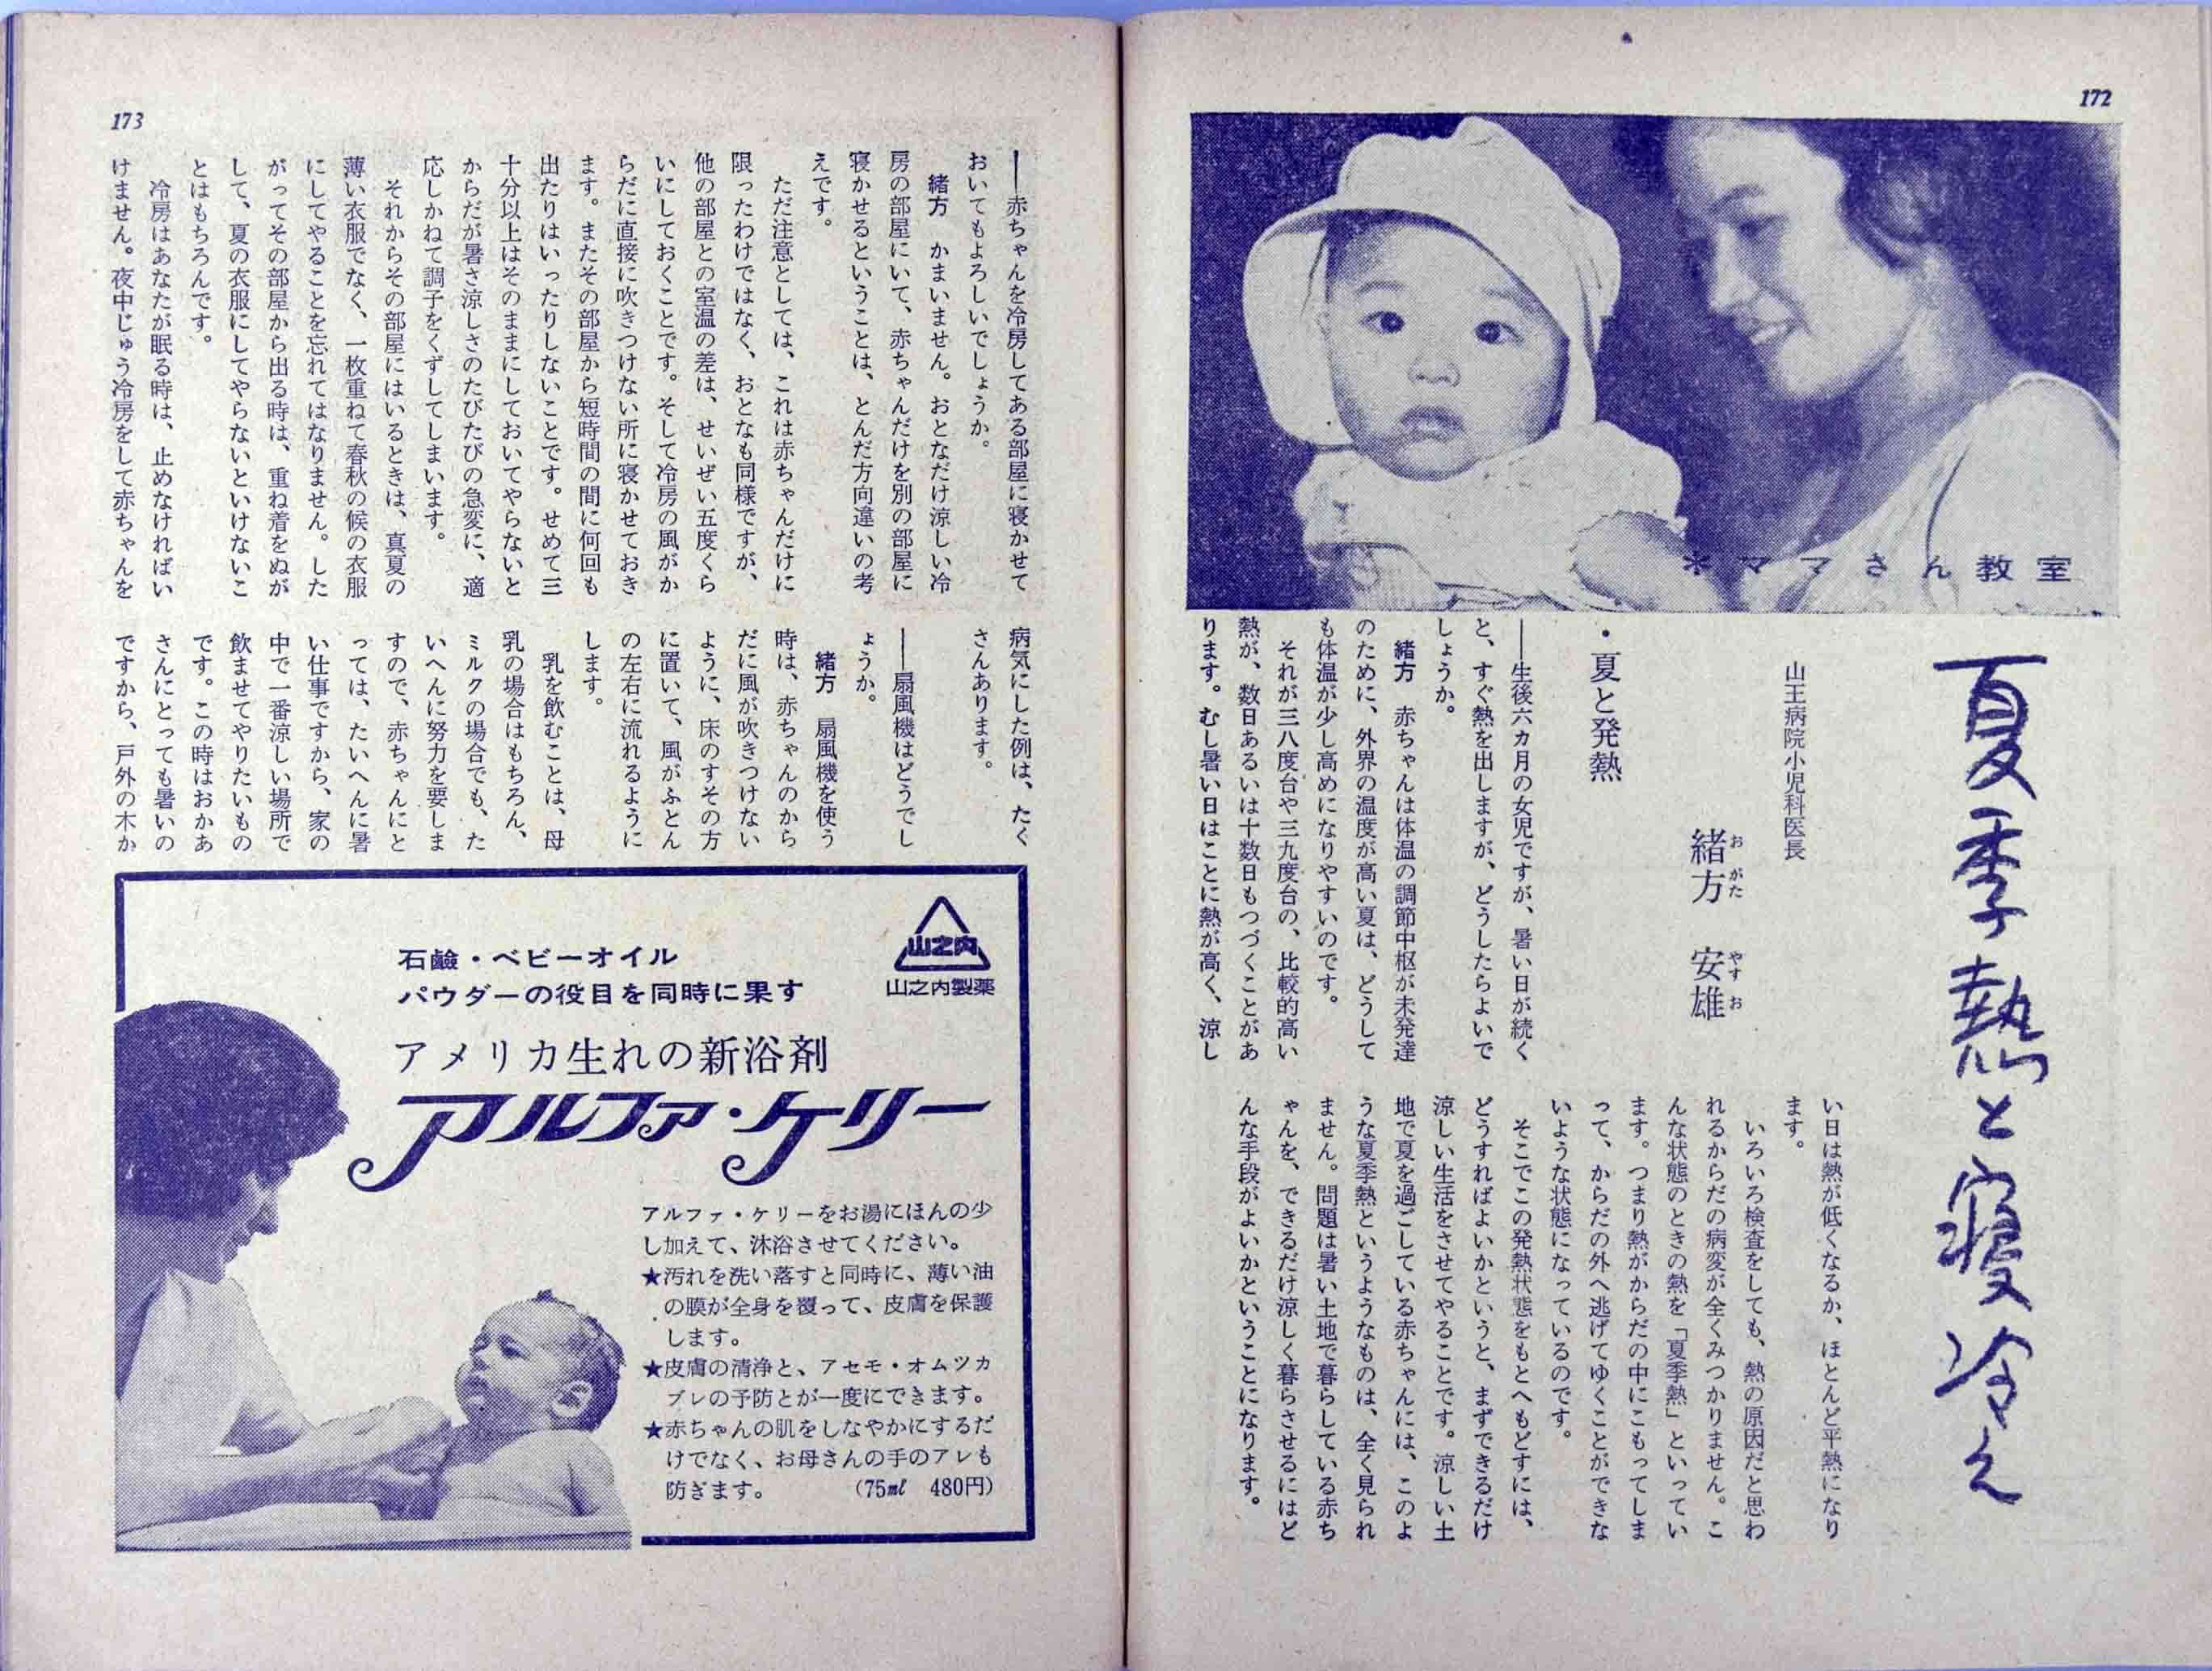 172
＊ママさん教室
夏季熱と寝冷え
山王病院小児科医長
緒方　安雄
おがた　やすお
・夏と発熱
――生後六カ月の女児ですが、暑い日が続く
と、すぐ熱を出しますが、どうしたらよいで
しょうか。
緒方　赤ちゃんは体温の調節中枢が未発達
のために、外界の温度が高い夏は、どうして
も体温が少し高めになりやすいのです。
それが三八度台や三九度台の、比較的高い
熱が、数日あるいは十数日もつづくことがあ
ります。むし暑い日はことに熱が高く、涼し
い日は熱が低くなるか、ほとんど平熱になり
ます。
いろいろ検査をしても、熱の原因だと思わ
れるからだの病変が全くみつかりません。こ
んな状態のときの熱を「夏季熱」といってい
ます。つまり熱がからだの中にこもってしま
って、からだの外へ逃げてゆくことができな
いような状態になっているのです。
そこでこの発熱状態をもとへもどすには、
どうすればよいかというと、まずできるだけ
涼しい生活をさせてやることです。涼しい土
地で夏を過ごしている赤ちゃんには、このよ
うな夏季熱というようなものは、全く見られ
ません。問題は暑い土地で暮らしている赤ち
ゃんを、できるだけ涼しく暮らさせるにはど
んな手段がよいかということになります。
173
――赤ちゃんを冷房してある部屋に寝かせて
おいてもよろしいでしょうか。
緒方　かまいません。おとなだけ涼しい冷
房の部屋にいて、赤ちゃんだけを別の部屋に
寝かせるということは、とんだ方向違いの考
えです。
ただ注意としては、これは赤ちゃんだけに
限ったわけではなく、おとなも同様ですが、
他の部屋との室温の差は、せいぜい五度くら
いにしておくことです。そして冷房の風がか
らだに直接に吹きつけない所に寝かせておき
ます。またその部屋から短時間の間に何回も
出たりはいったりしないことです。せめて三
十分以上はそのままにしておいてやらないと
からだが暑さ涼しさのたびたびの急変に、適
応しかねて調子をくずしてしまいます。
それからその部屋にはいるときは、真夏の
薄い衣服でなく、一枚重ねて春秋の候の衣服
にしてやることを忘れてはなりません。した
がってその部屋から出る時は、重ね着をぬが
して、夏の衣服にしてやらないといけないこ
とはもちろんです。
冷房はあなたが眠る時は、止めなければい
けません。夜中じゅう冷房をして赤ちゃんを
病気にした例は、たく
さんあります。
――扇風機はどうでし
ょうか。
緒方　扇風機を使う
時は、赤ちゃんのから
だに風が吹きつけない
ように、床のすその方
に置いて、風がふとん
の左右に流れるように
します。
乳を飲むことは、母
乳の場合はもちろん、
ミルクの場合でも、た
いへんに努力を要しま
すので、赤ちゃんにと
っては、たいへんに暑
い仕事ですから、家の
中で一番涼しい場所で
飲ませてやりたいもの
です。この時はおかあ
さんにとっても暑いの
ですから、戸外の木か
山之内
山之内製薬
石鹸・ベビーオイル
パウダーの役目を同時に果す
アメリカ生れの新浴剤
アルファ・ケリー
アルファ・ケリーをお湯にほんの少
し加えて、沐浴させてください。
★汚れを洗い落すと同時に、薄い油
の膜が全身を覆って、皮膚を保護
します。
★皮膚の清浄と、アセモ・オムツカ
ブレの予防とが一度にできます。
★赤ちゃんの肌をしなやかにするだ
けでなく、お母さんの手のアレも
防ぎます。　（75ml　480円）